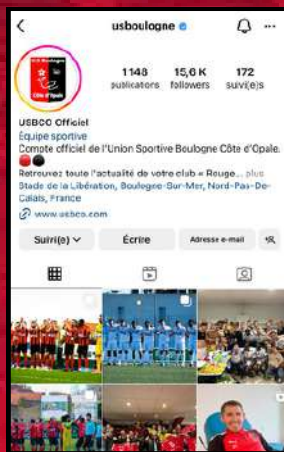 usboulogne
1 148
15,6 K
172
publications
followers
suivi(e)s
USBCO Officiel
Équipe sportive
Compte officiel de l'Union Sportive Boulogne Côte d'Opale.
Retrouvez toute l'actualité de votre club « Rouge... plus
Stade de la Libération, Boulogne-Sur-Mer, Nord-Pas-De-
Calais, France
www.usbco.com
Suivi(e)
Écrire
Adresse e-mail